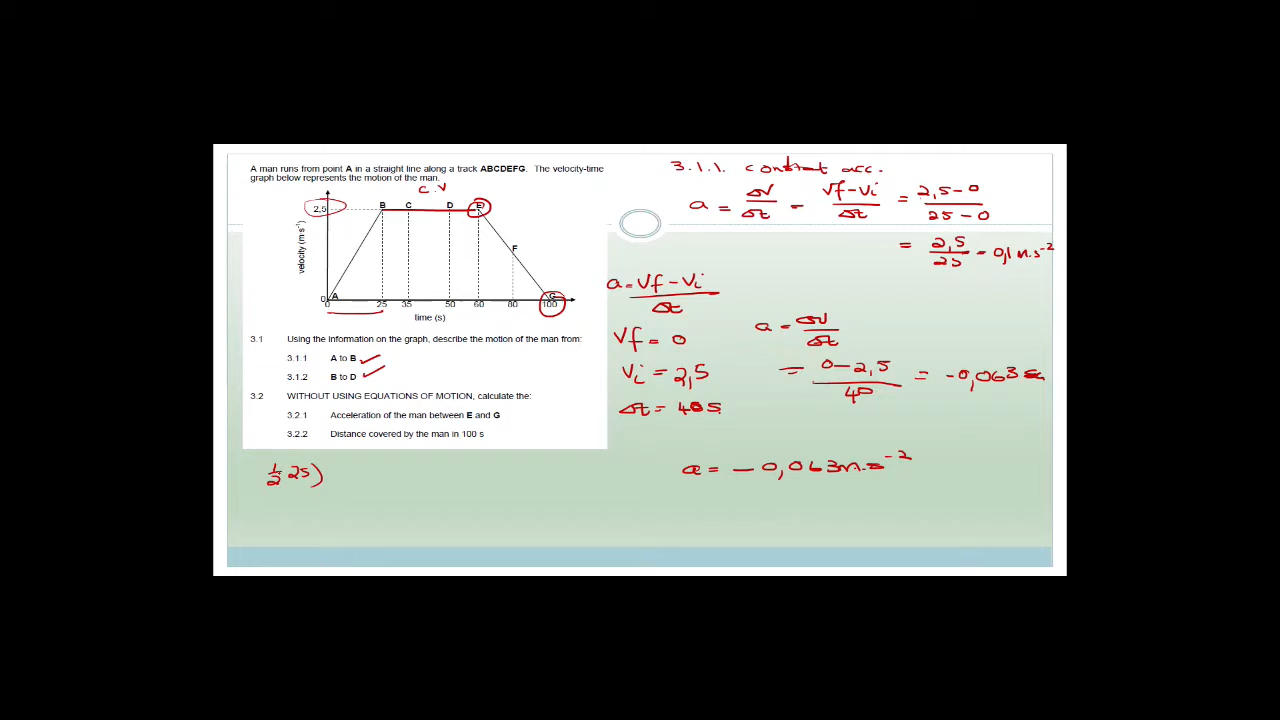 A man runs from point A in a straight line along a track ABCDEFG. The velocity-time
graph below represents the motion of the man.
C.V
B C D E
2,5
velocity (m·s⁻¹)
F
0 A G
0 25 35 50 60 80 100
time (s)
3.1 Using the information on the graph, describe the motion of the man from:
3.1.1 A to B
3.1.2 B to D
3.2 WITHOUT USING EQUATIONS OF MOTION, calculate the:
3.2.1 Acceleration of the man between E and G
3.2.2 Distance covered by the man in 100 s
½ 25)
3.1.1. constant acc.
a = ΔV/Δt = Vf-Vi/Δt = 2,5-0/25-0
= 2,5/25 = 0,1 m.s⁻²
a = Vf - Vi/Δt
Vf = 0
Vi = 2,5
Δt = 40s.
a = ΔV/Δt
= 0-2,5/40 = -0,063
a = -0,063m.s⁻²